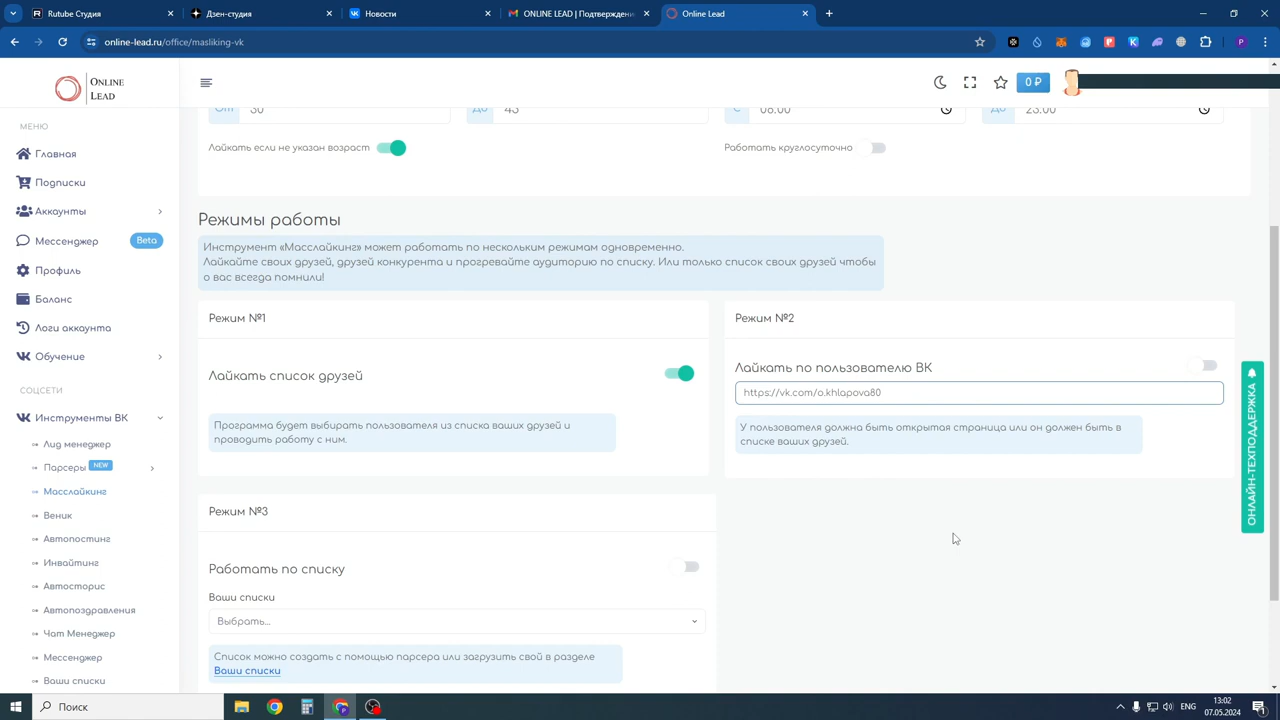 Rutube Студия
Дзен-студия
Новости
ONLINE LEAD | Подтверждени
Online Lead
online-lead.ru/office/masliking-vk
ONLINE
LEAD
0 ₽
МЕНЮ
Главная
Подписки
Аккаунты
Мессенджер
Beta
Профиль
Баланс
Логи аккаунта
Обучение
СОЦСЕТИ
Инструменты ВК
Лид менеджер
Парсеры NEW
Масслайкинг
Веник
Автопостинг
Инвайтинг
Автосторис
Автопоздравления
Чат Менеджер
Мессенджер
Ваши списки
От 30 До 45 С 08:00 До 23:00
Лайкать если не указан возраст
Работать круглосуточно
Режимы работы
Инструмент «Масслайкинг» может работать по нескольким режимам одновременно.
Лайкайте своих друзей, друзей конкурента и прогревайте аудиторию по списку. Или только список своих друзей чтобы
о вас всегда помнили!
Режим №1
Лайкать список друзей
Программа будет выбирать пользователя из списка ваших друзей и
проводить работу с ним.
Режим №2
Лайкать по пользователю ВК
https://vk.com/o.khlapova80
У пользователя должна быть открытая страница или он должен быть в
списке ваших друзей.
Режим №3
Работать по списку
Ваши списки
Выбрать...
Список можно создать с помощью парсера или загрузить свой в разделе
Ваши списки
ОНЛАЙН-ТЕХПОДДЕРЖКА
Поиск
ENG
13:02
07.05.2024